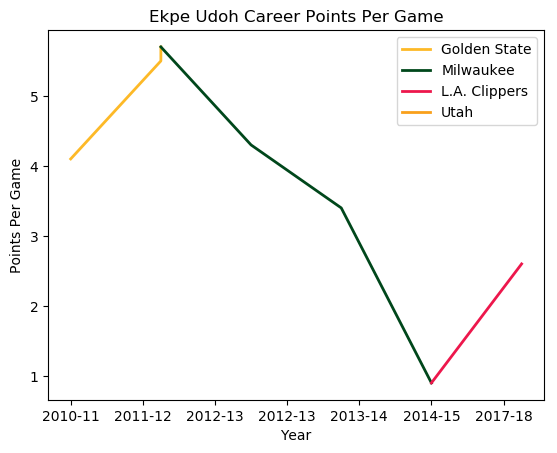 Ekpe Udoh Career Points Per Game
Golden State
Milwaukee
L.A. Clippers
Utah
5
4
3
2
1
Points Per Game
2010-11 2011-12 2012-13 2012-13 2013-14 2014-15 2017-18
Year